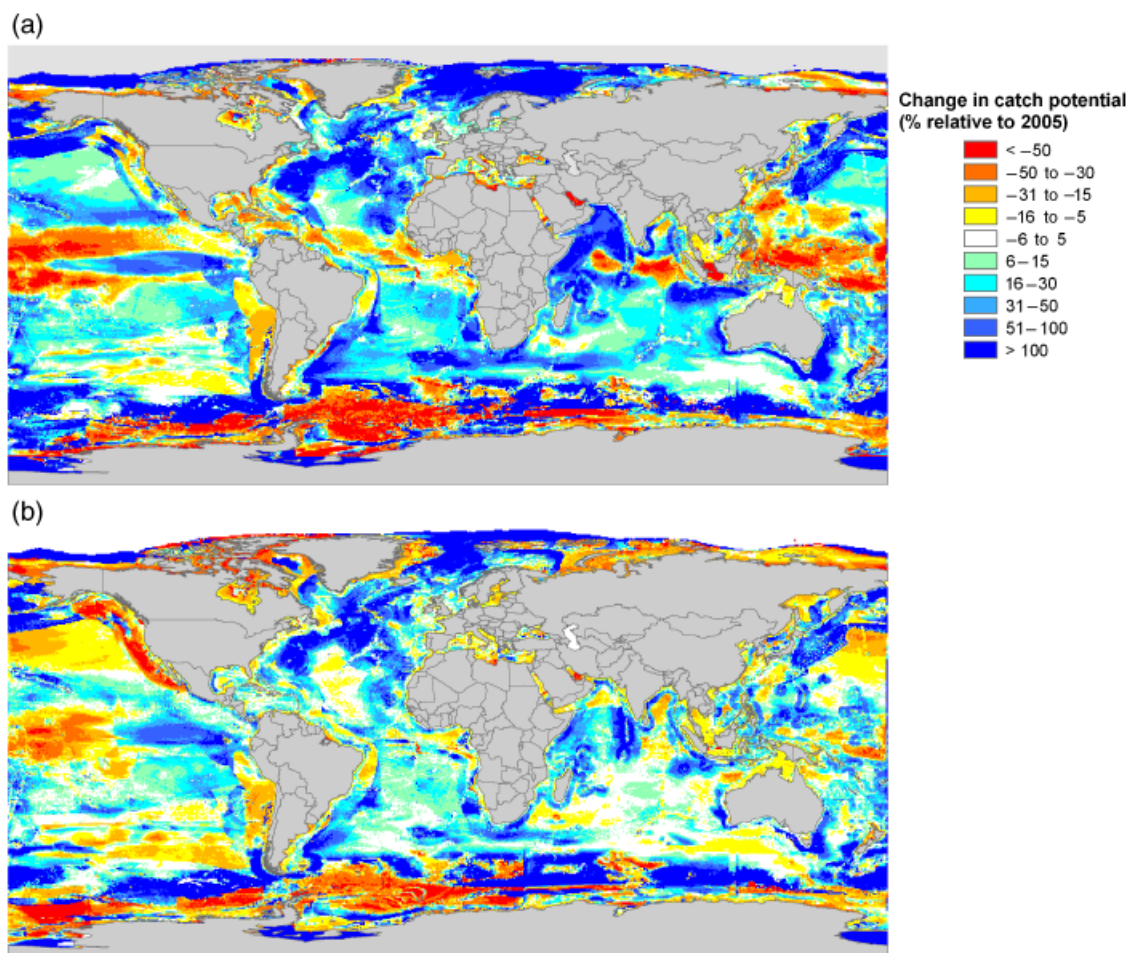 (a)
Change in catch potential
(% relative to 2005)
< −50
−50 to −30
−31 to −15
−16 to −5
−6 to 5
6–15
16–30
31–50
51–100
> 100
(b)